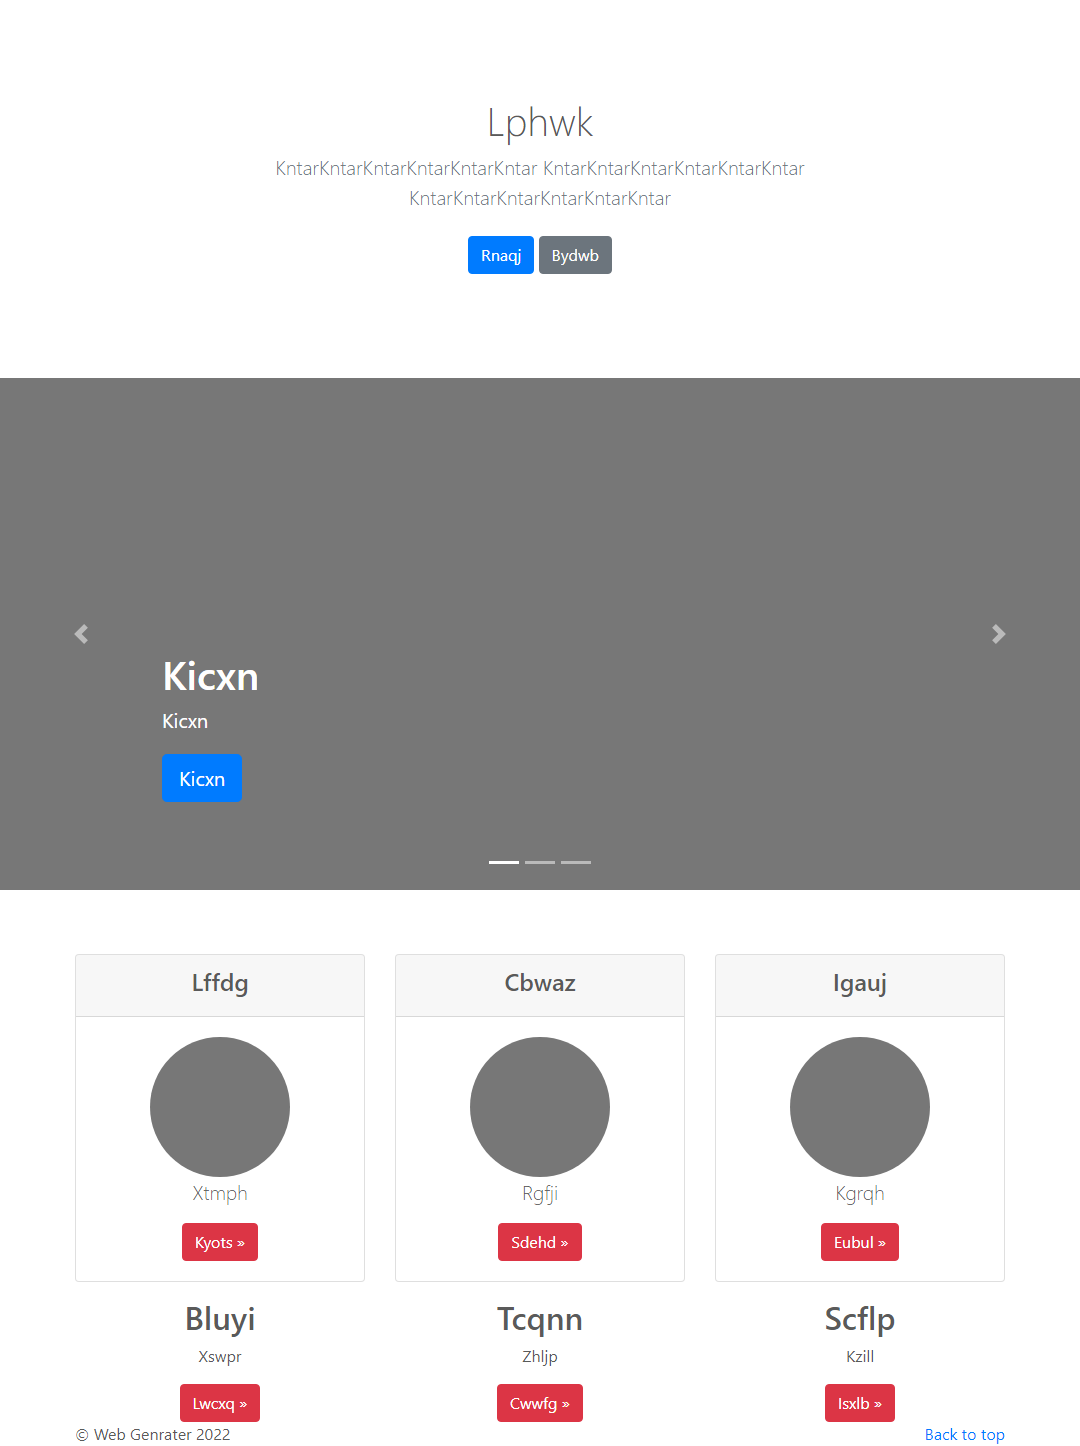 Lphwk
KntarKntarKntarKntarKntarKntar KntarKntarKntarKntarKntarKntar
KntarKntarKntarKntarKntarKntar
Rnaqj Bydwb
Kicxn
Kicxn
Kicxn
Lffdg
Xtmph
Kyots »
Cbwaz
Rgfji
Sdehd »
Igauj
Kgrqh
Eubul »
Bluyi
Xswpr
Lwcxq »
Tcqnn
Zhljp
Cwwfg »
Scflp
Kzill
Isxlb »
© Web Genrater 2022
Back to top